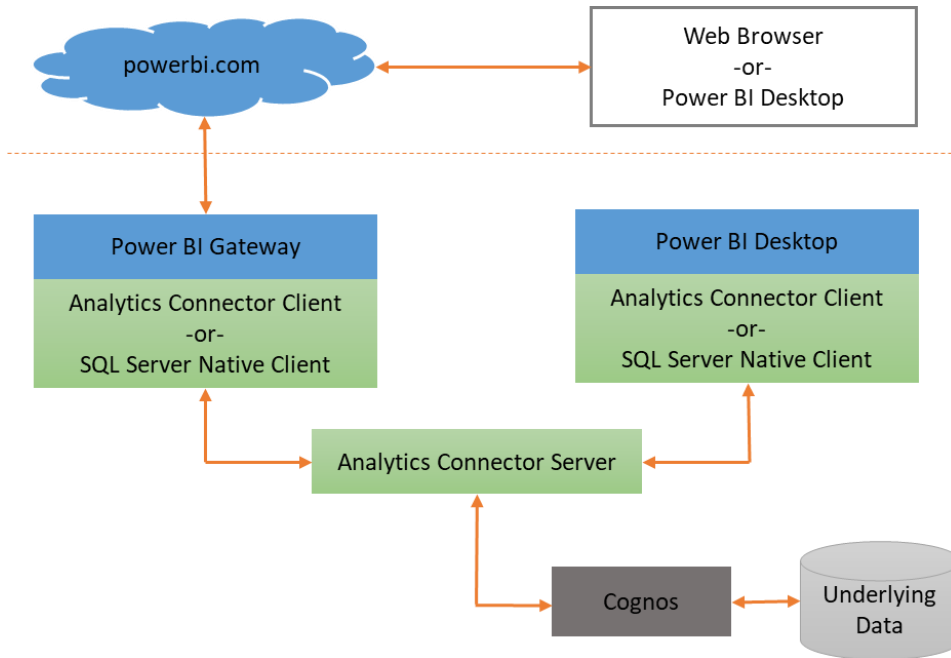 powerbi.com
Web Browser
-or-
Power BI Desktop
Power BI Gateway
Analytics Connector Client
-or-
SQL Server Native Client
Power BI Desktop
Analytics Connector Client
-or-
SQL Server Native Client
Analytics Connector Server
Cognos
Underlying
Data